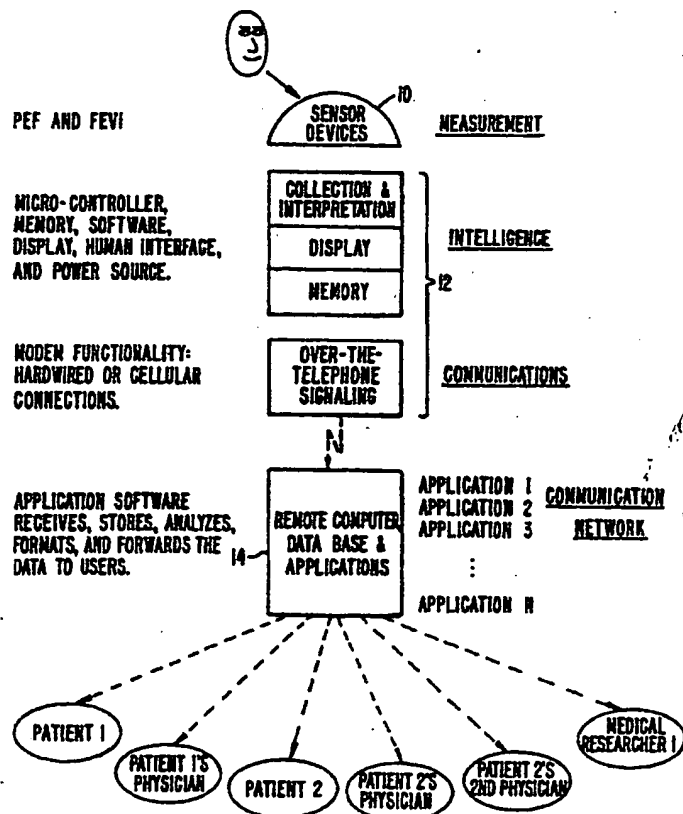 SENSOR
DEVICES
10
PEF AND FEV1
MEASUREMENT
MICRO-CONTROLLER,
MEMORY, SOFTWARE,
DISPLAY, HUMAN INTERFACE,
AND POWER SOURCE.
COLLECTION &
INTERPRETATION
DISPLAY
MEMORY
INTELLIGENCE
12
MODEM FUNCTIONALITY:
HARDWIRED OR CELLULAR
CONNECTIONS.
OVER-THE-
TELEPHONE
SIGNALING
COMMUNICATIONS
APPLICATION SOFTWARE
RECEIVES, STORES, ANALYZES,
FORMATS, AND FORWARDS THE
DATA TO USERS.
14
REMOTE COMPUTER
DATA BASE &
APPLICATIONS
APPLICATION 1
APPLICATION 2
APPLICATION 3
⋮
APPLICATION N
COMMUNICATION
NETWORK
PATIENT 1
PATIENT 1'S
PHYSICIAN
PATIENT 2
PATIENT 2'S
PHYSICIAN
PATIENT 2'S
2ND PHYSICIAN
MEDICAL
RESEARCHER 1